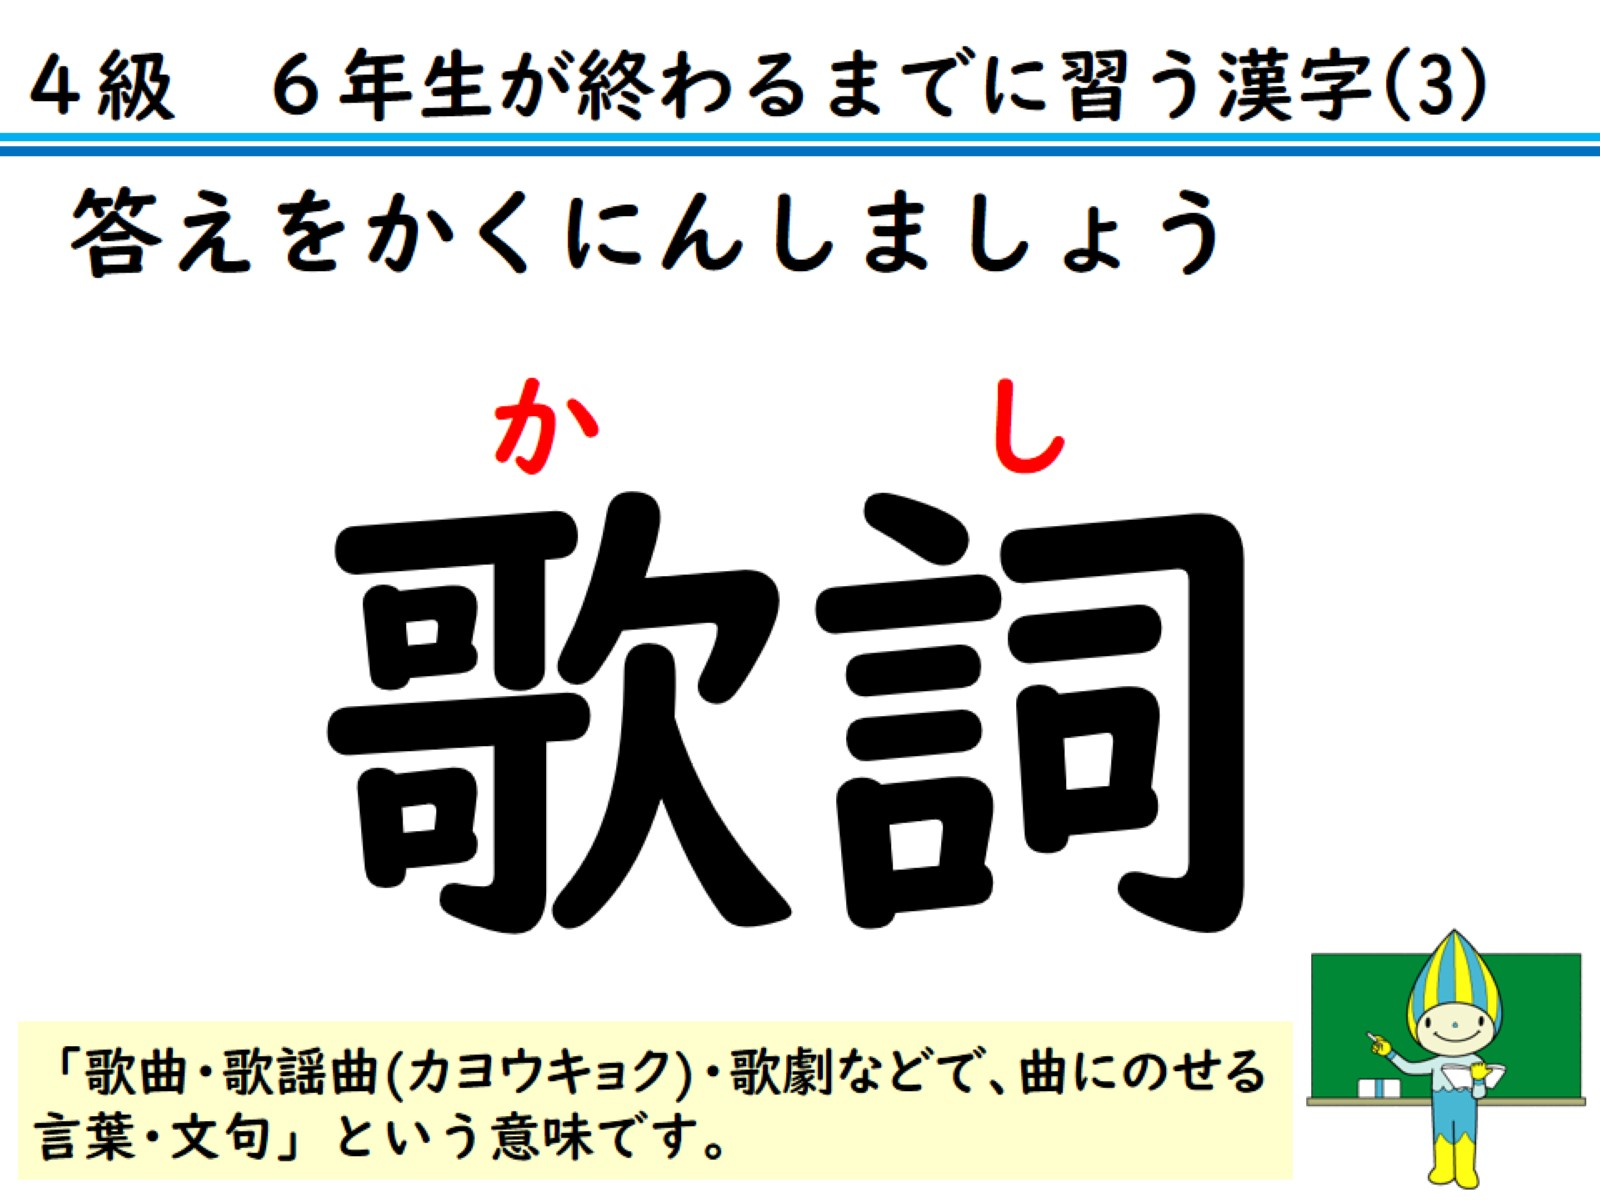 4級　6年生が終わるまでに習う漢字(3)
答えをかくにんしましょう
か　し
歌詞
「歌曲・歌謡曲(カヨウキョク)・歌劇などで、曲にのせる
言葉・文句」という意味です。